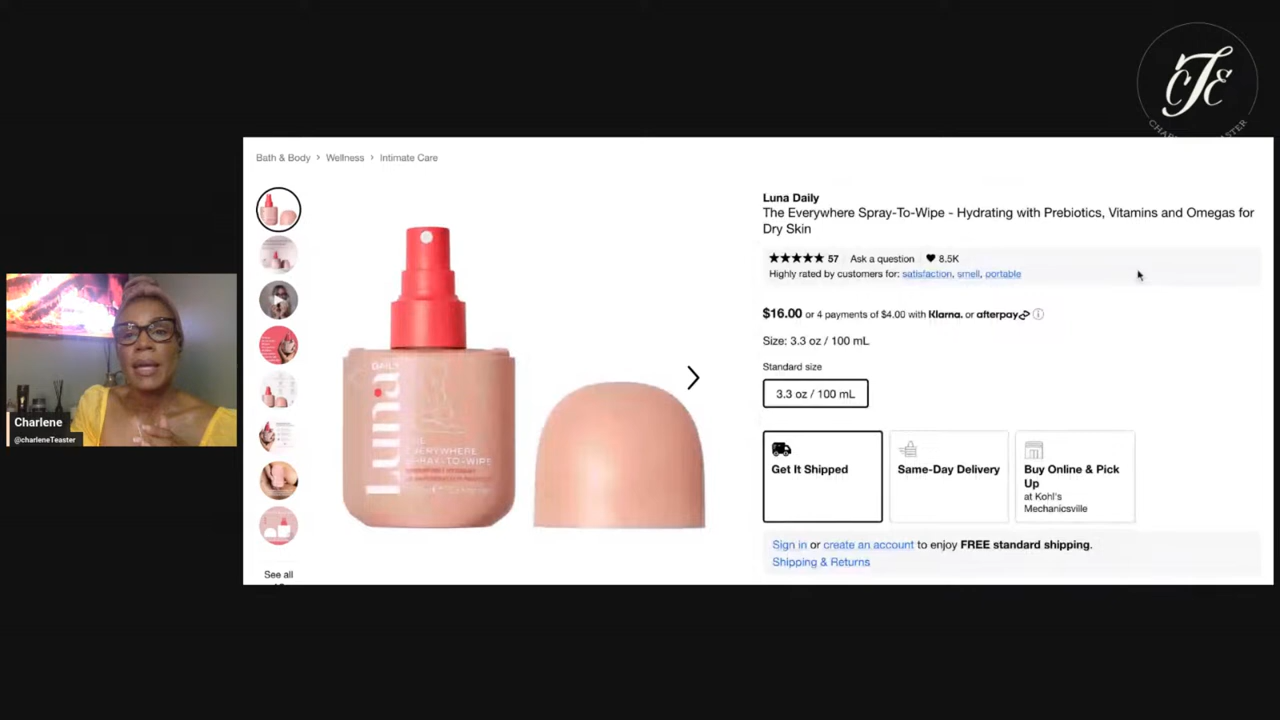 CTE
Bath & Body > Wellness > Intimate Care
Luna Daily
The Everywhere Spray-To-Wipe - Hydrating with Prebiotics, Vitamins and Omegas for
Dry Skin
★★★★★ 57 Ask a question ♥ 8.5K
Highly rated by customers for: satisfaction, smell, portable
$16.00 or 4 payments of $4.00 with Klarna. or afterpay
Size: 3.3 oz / 100 mL
Standard size
3.3 oz / 100 mL
Get It Shipped
Same-Day Delivery
Buy Online & Pick
Up
at Kohl's
Mechanicsville
Sign in or create an account to enjoy FREE standard shipping.
Shipping & Returns
See all
DAILY
Luna
EVERYWHERE
SPRAY-TO-WIPE
Charlene
@charleneTeaster